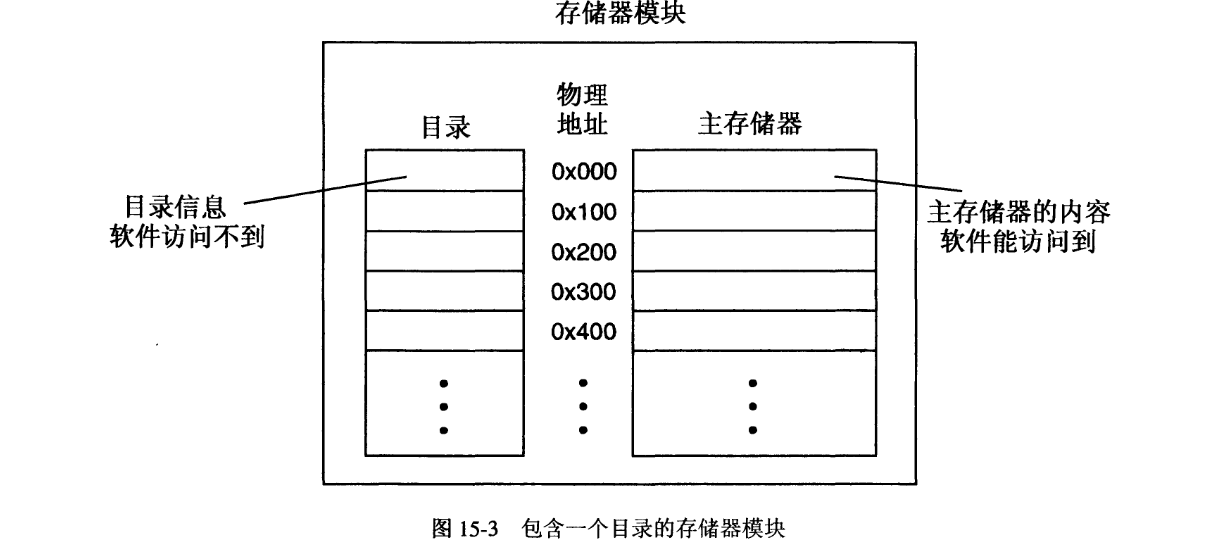 存储器模块
物理
地址
目录
主存储器
0x000
0x100
0x200
0x300
0x400
目录信息
软件访问不到
主存储器的内容
软件能访问到
图 15-3 包含一个目录的存储器模块